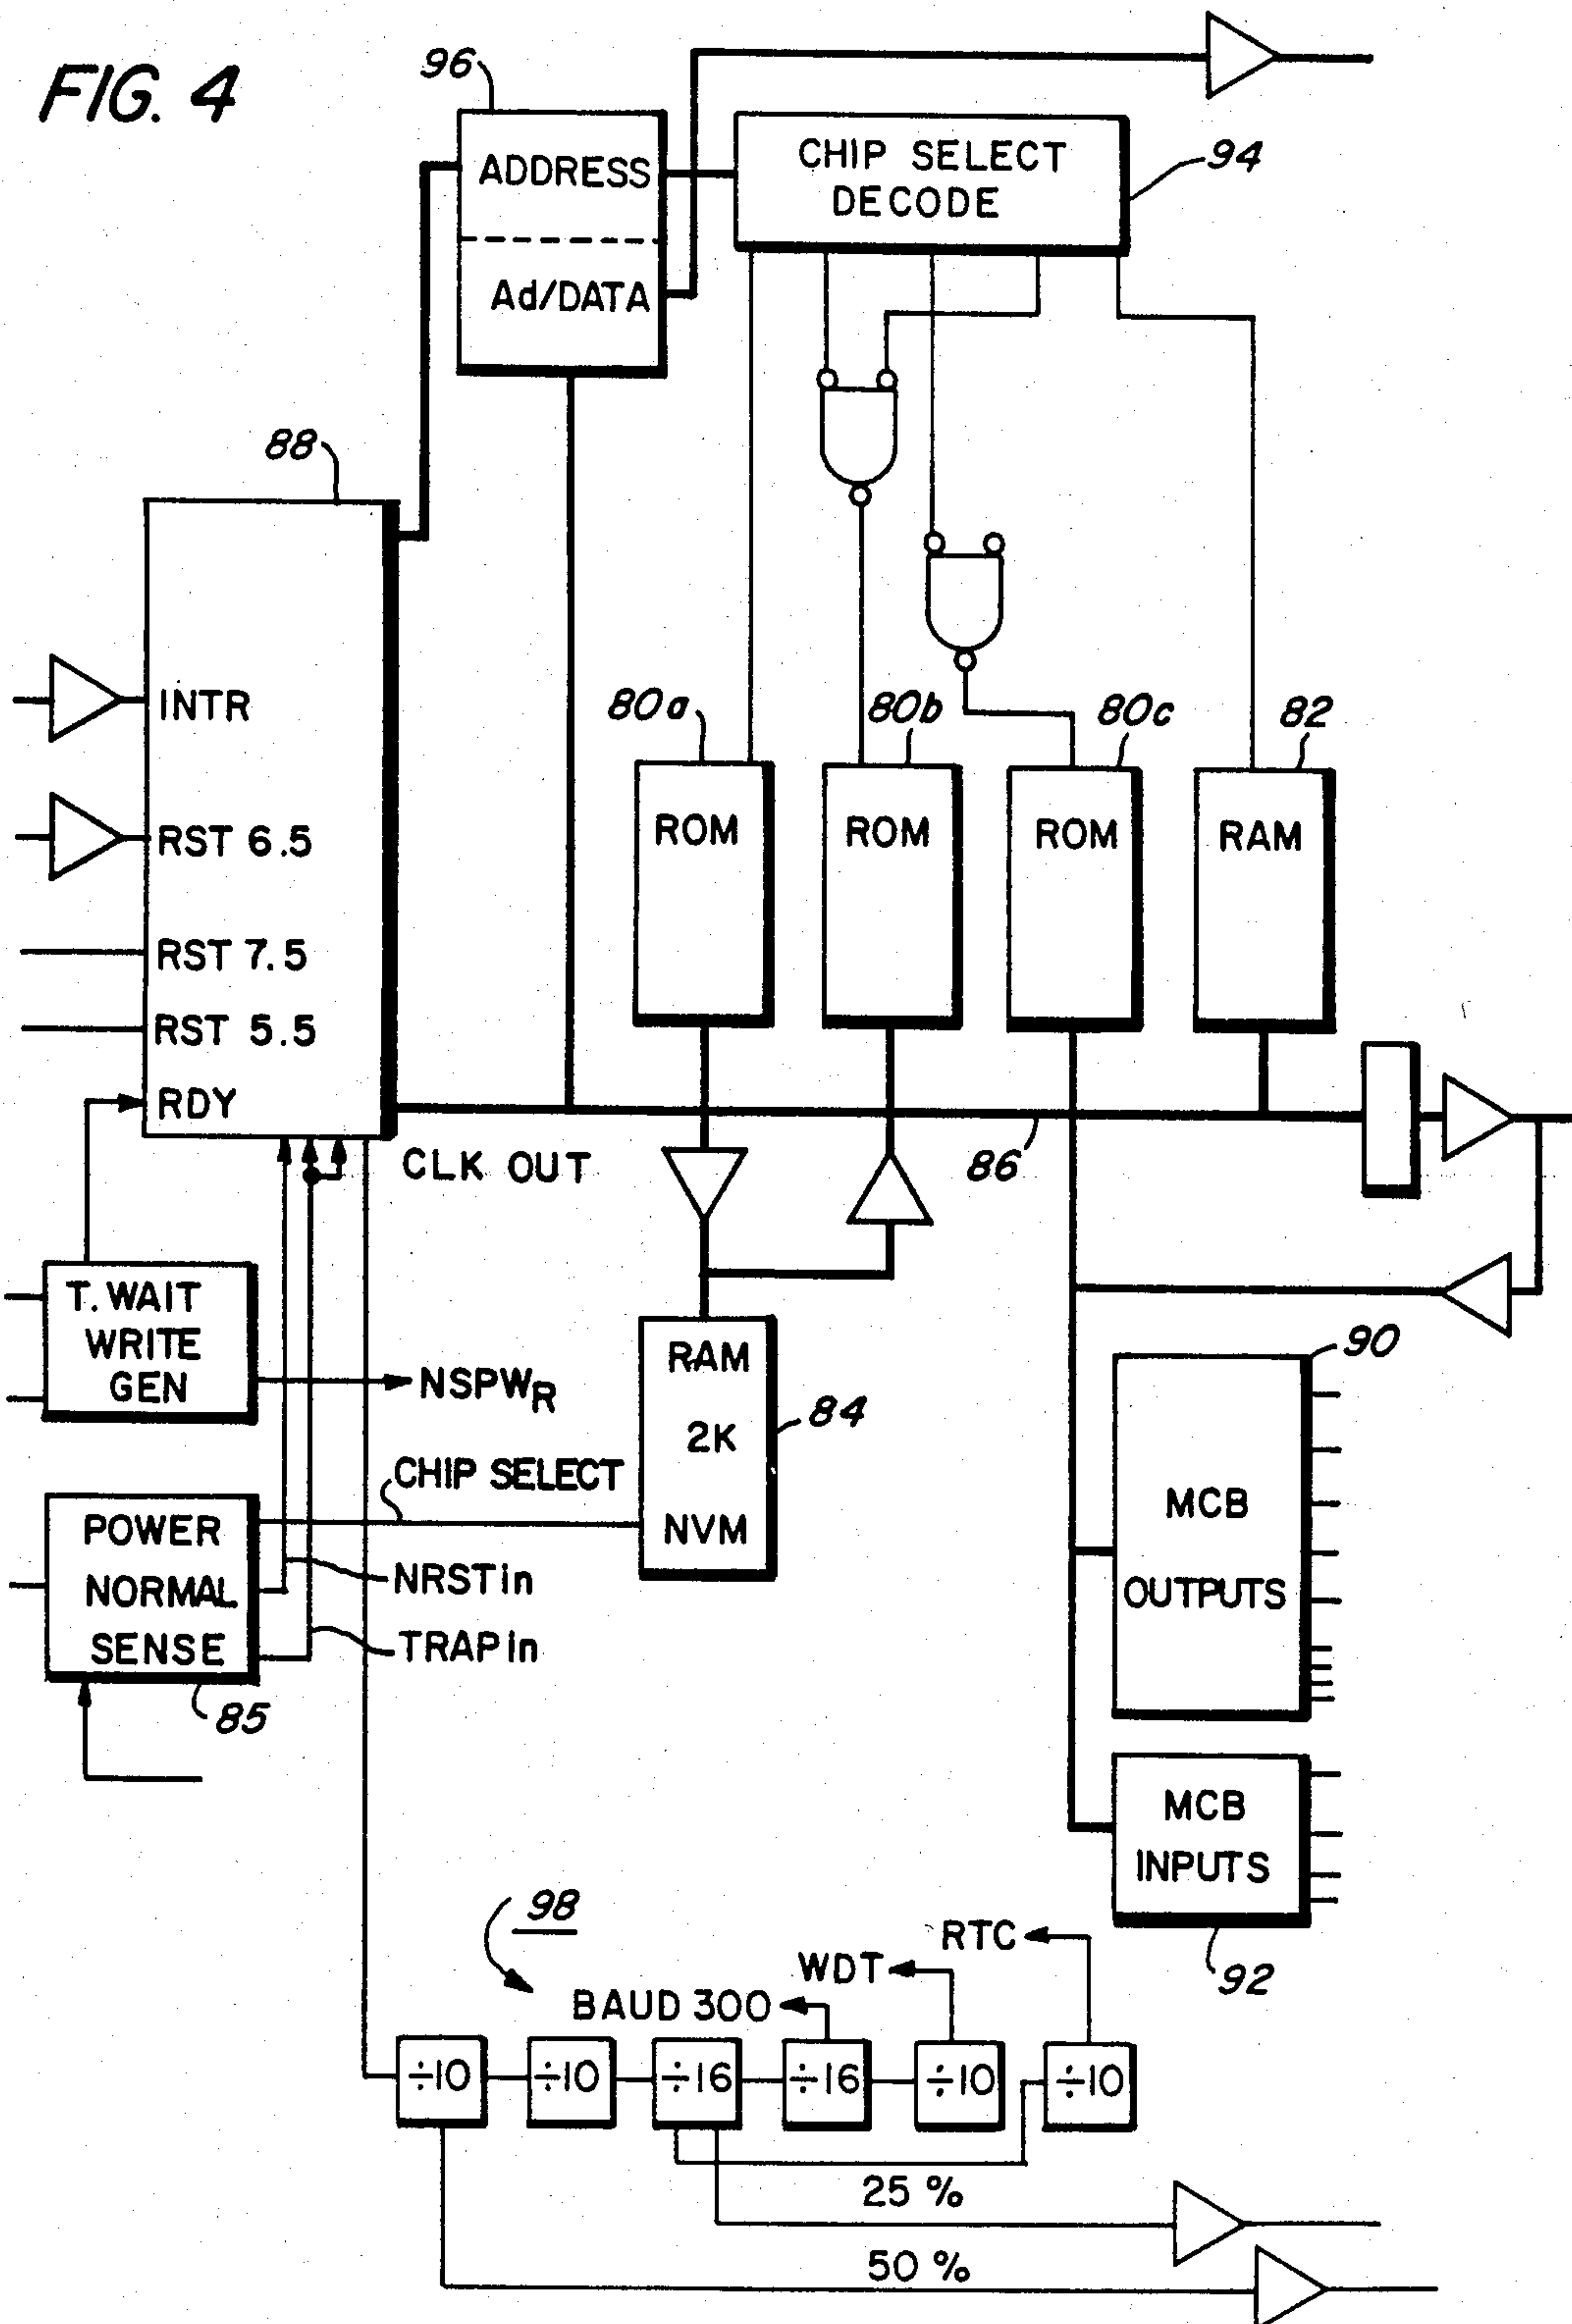 FIG. 4
96
ADDRESS
Ad/DATA
CHIP SELECT
DECODE
94
88
INTR
RST 6.5
RST 7.5
RST 5.5
RDY
CLK OUT
80a
ROM
80b
ROM
80c
ROM
82
RAM
86
T. WAIT
WRITE
GEN
NSPWR
RAM
2K
NVM
84
CHIP SELECT
POWER
NORMAL
SENSE
85
NRSTin
TRAPin
90
MCB
OUTPUTS
MCB
INPUTS
92
98
BAUD 300
WDT
RTC
÷10
÷10
÷16
÷16
÷10
÷10
25 %
50 %